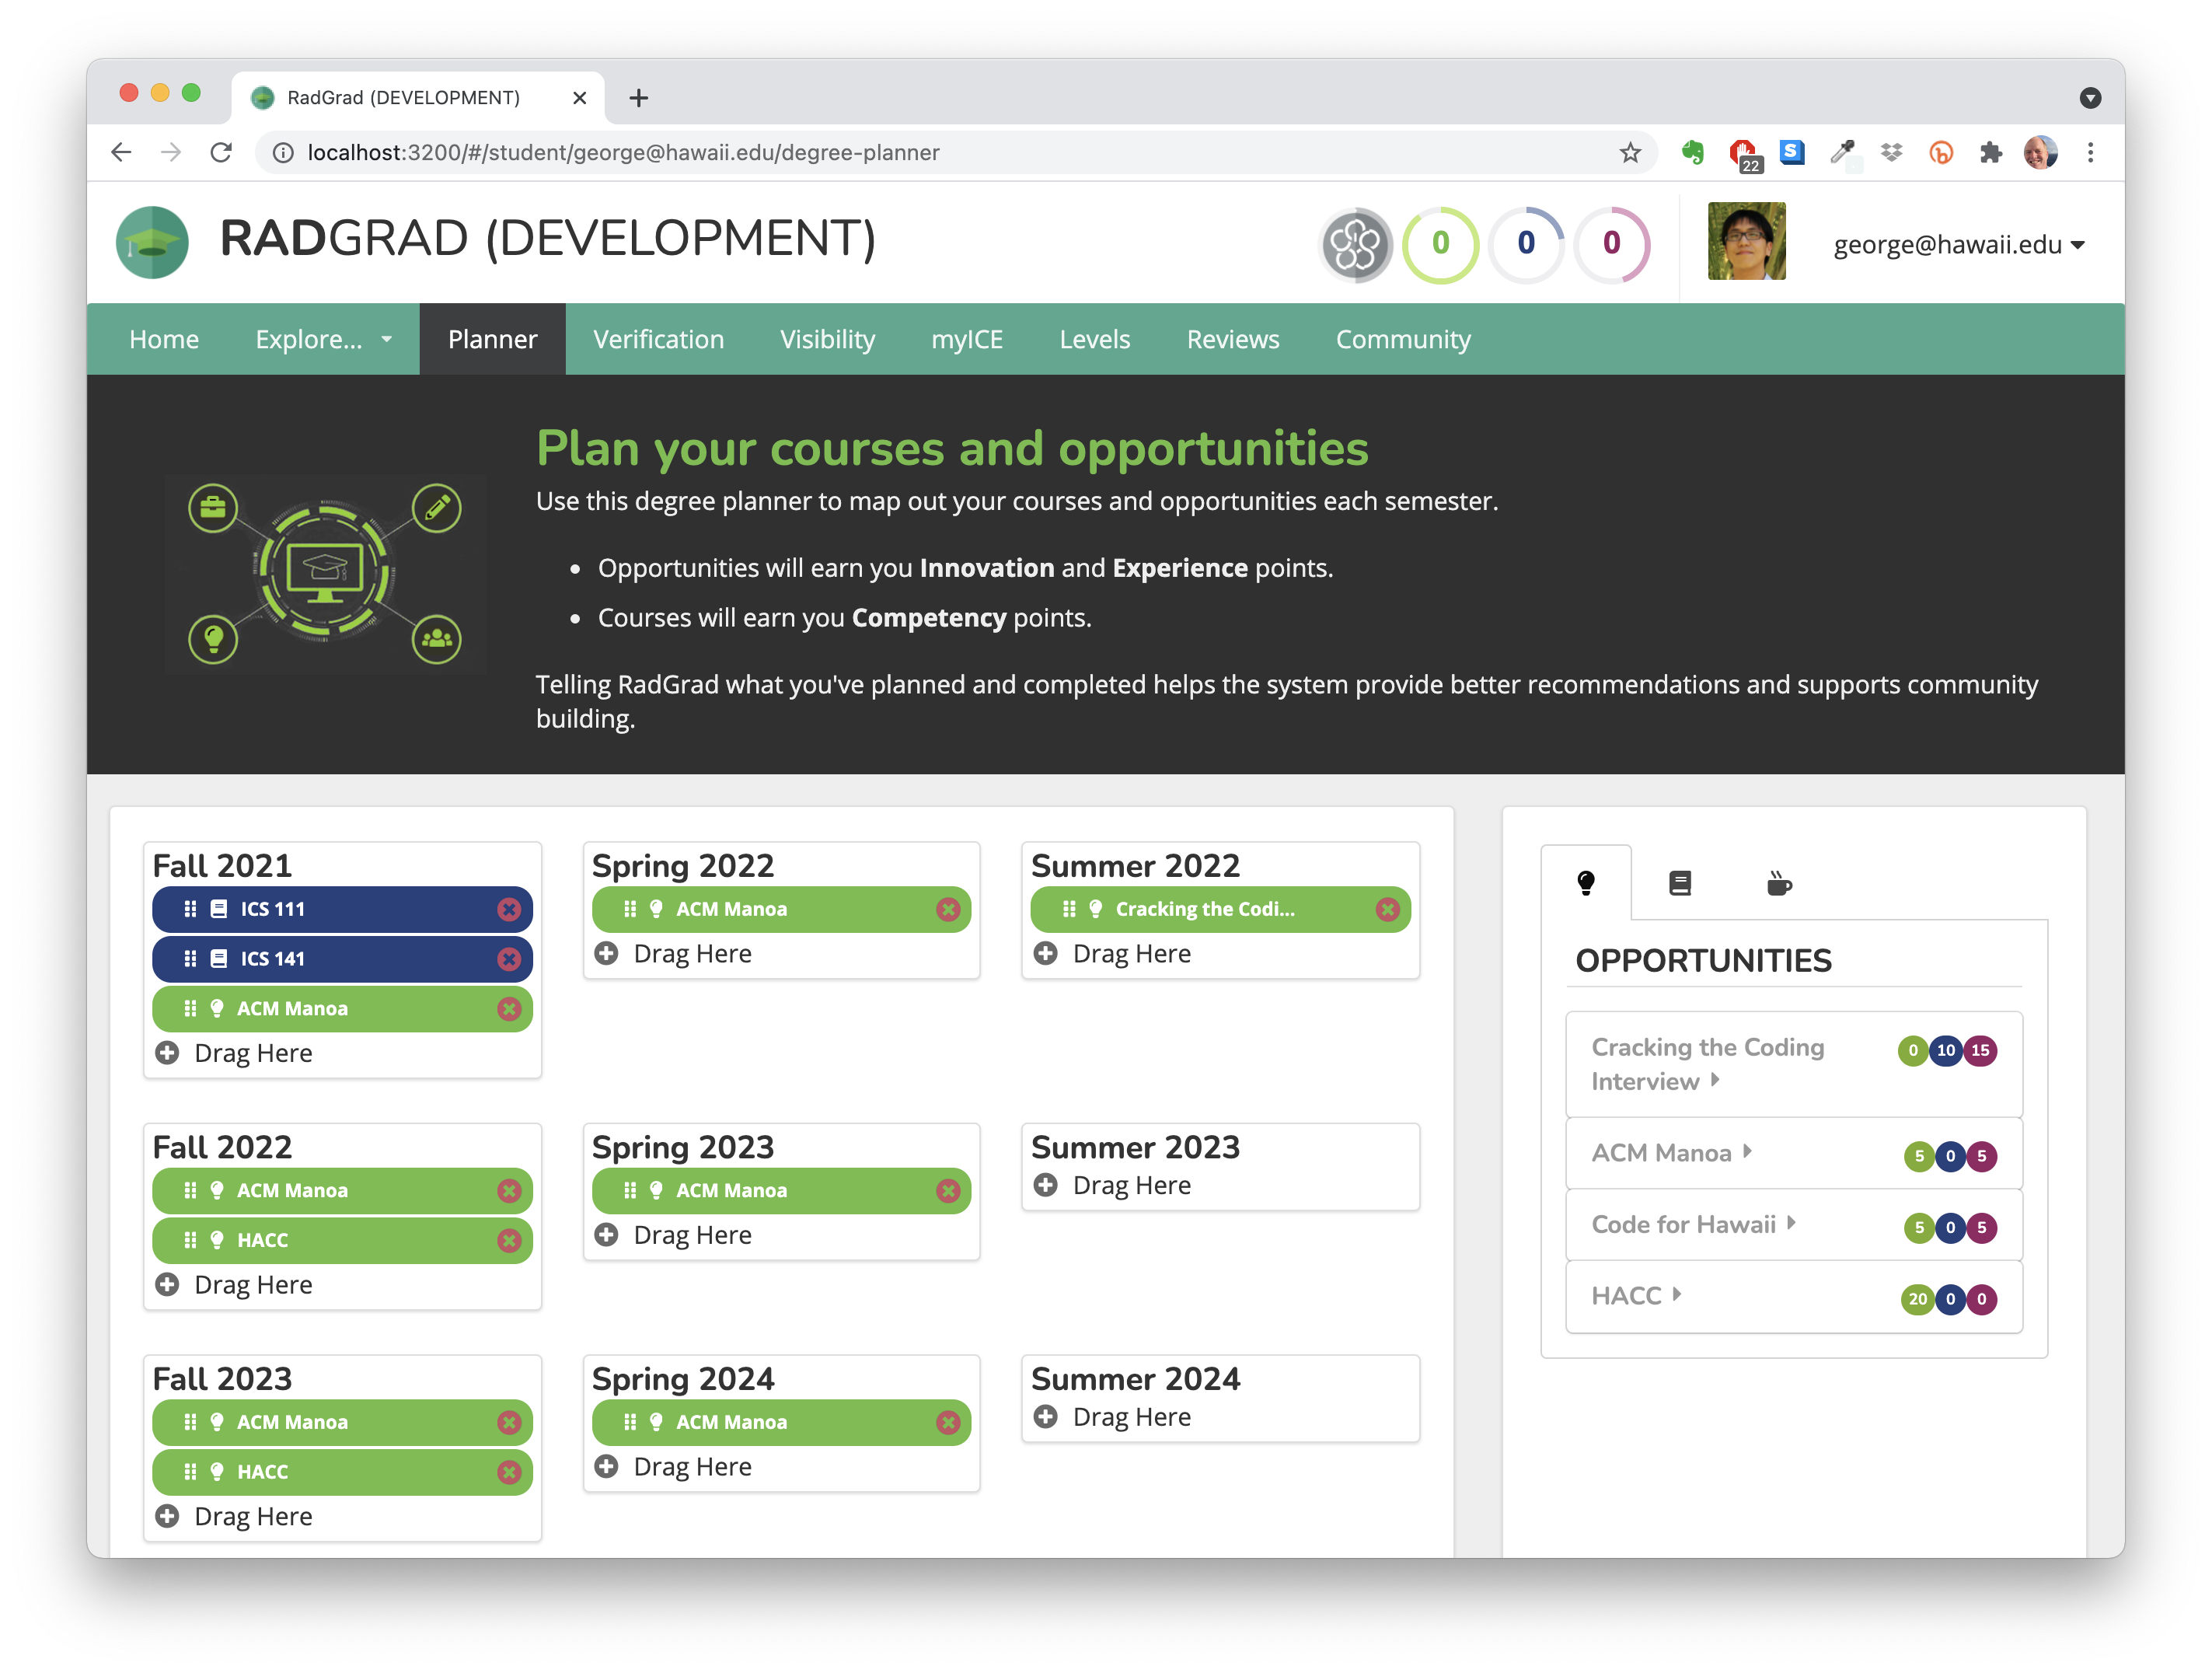 RadGrad (DEVELOPMENT)
localhost:3200/#/student/george@hawaii.edu/degree-planner
S
22
RADGRAD (DEVELOPMENT)
0
0
0
george@hawaii.edu
Home
Explore...
Planner
Verification
Visibility
myICE
Levels
Reviews
Community
Plan your courses and opportunities
Use this degree planner to map out your courses and opportunities each semester.
• Opportunities will earn you Innovation and Experience points.
• Courses will earn you Competency points.
Telling RadGrad what you've planned and completed helps the system provide better recommendations and supports community
building.
Fall 2021
ICS 111
ICS 141
ACM Manoa
Drag Here
Spring 2022
ACM Manoa
Drag Here
Summer 2022
Cracking the Codi...
Drag Here
Fall 2022
ACM Manoa
HACC
Drag Here
Spring 2023
ACM Manoa
Drag Here
Summer 2023
Drag Here
Fall 2023
ACM Manoa
HACC
Drag Here
Spring 2024
ACM Manoa
Drag Here
Summer 2024
Drag Here
OPPORTUNITIES
Cracking the Coding
Interview
0 10 15
ACM Manoa
5 0 5
Code for Hawaii
5 0 5
HACC
20 0 0